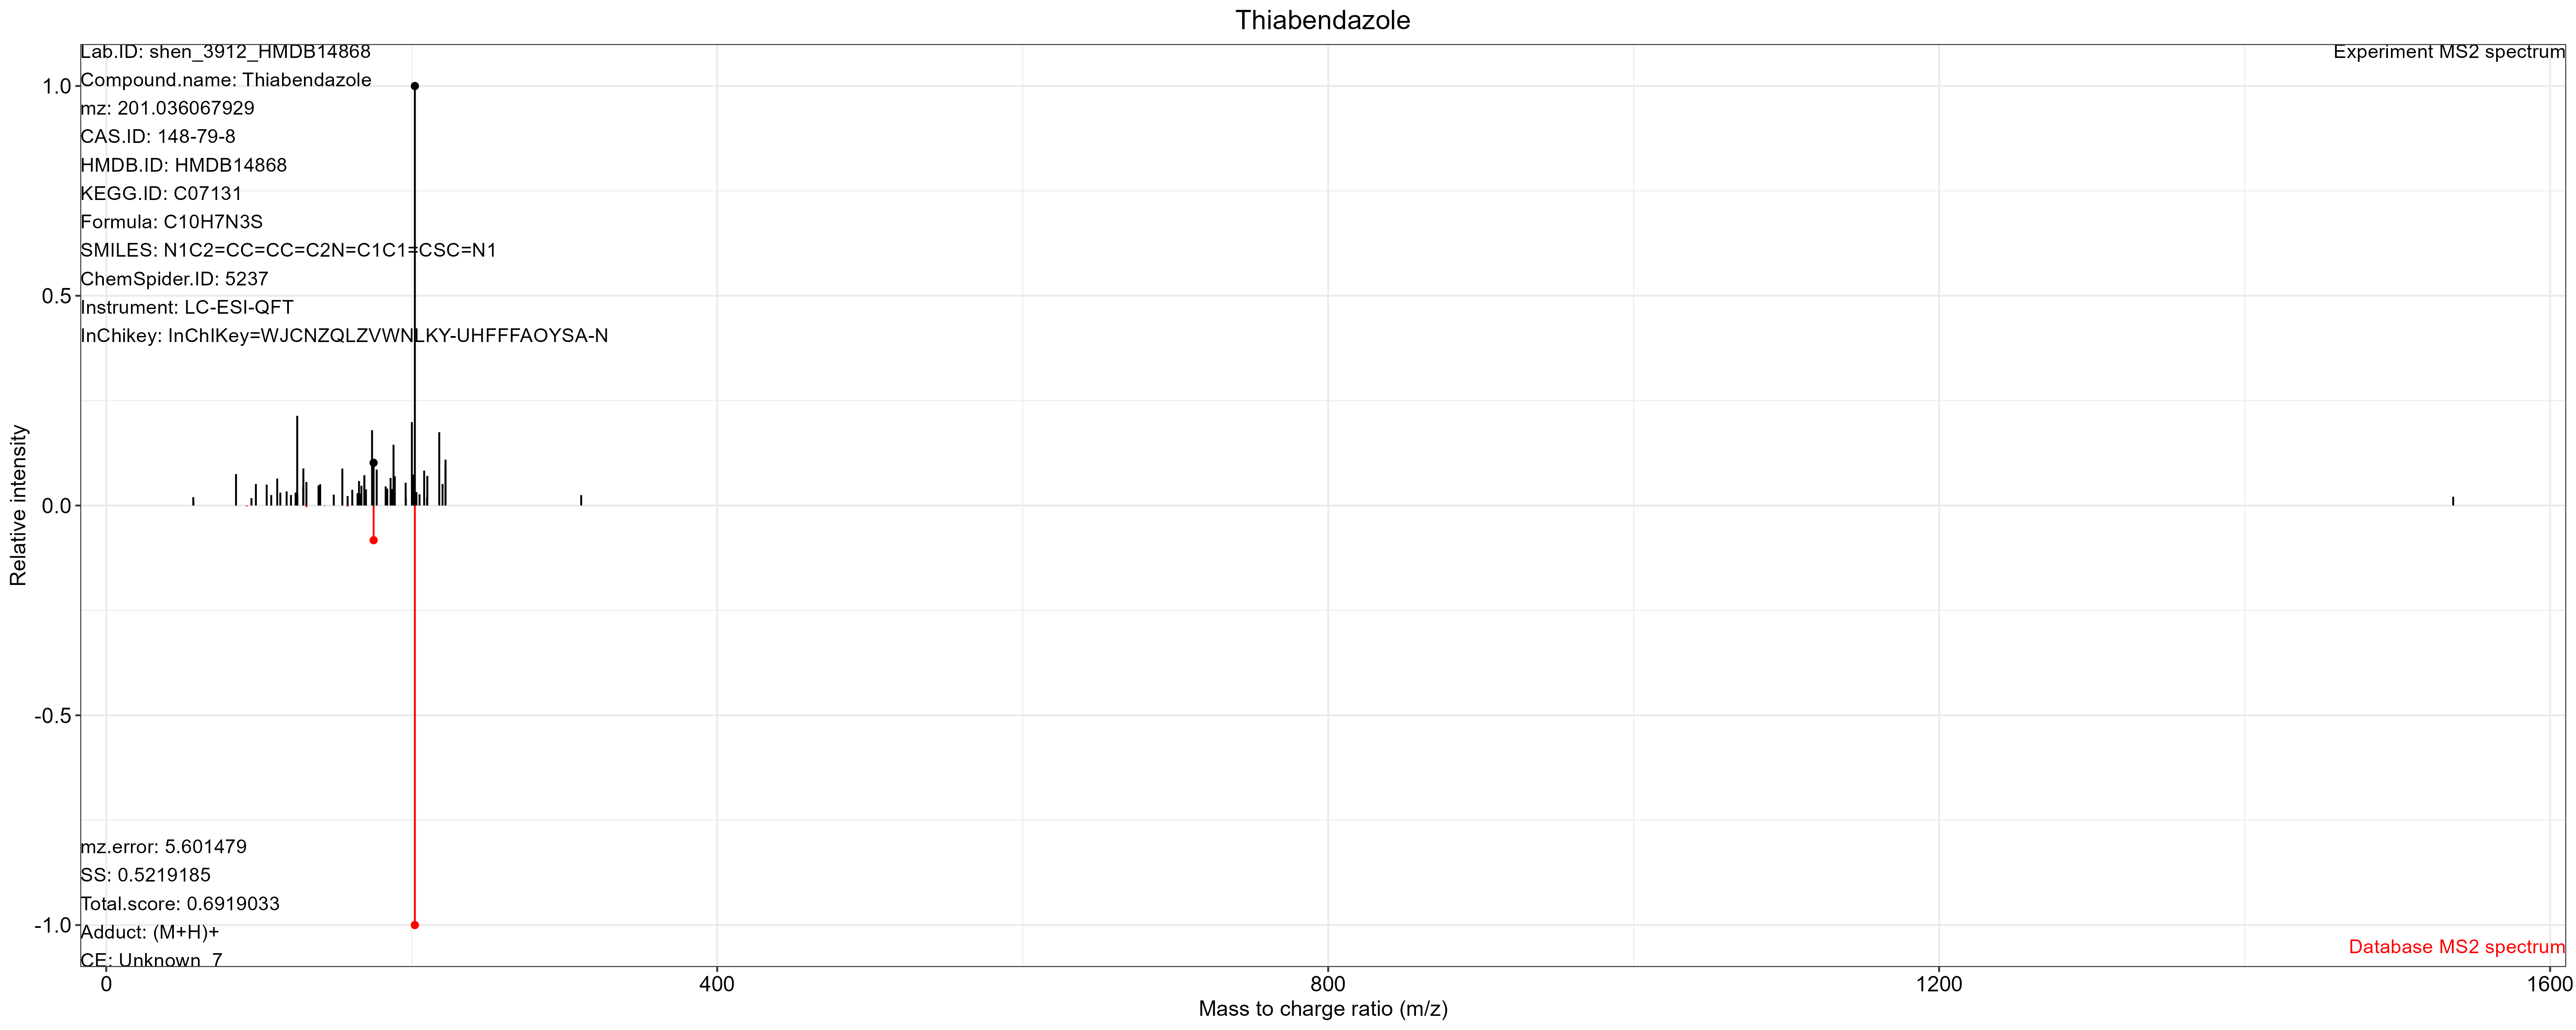 Thiabendazole
Lab.ID: shen_3912_HMDB14868
Experiment MS2 spectrum
Compound.name: Thiabendazole
mz: 201.036067929
CAS.ID: 148-79-8
HMDB.ID: HMDB14868
KEGG.ID: C07131
Formula: C10H7N3S
SMILES: N1C2=CC=CC=C2N=C1C1=CSC=N1
ChemSpider.ID: 5237
Instrument: LC-ESI-QFT
InChikey: InChIKey=WJCNZQLZVWNLKY-UHFFFAOYSA-N
1.0
0.5
0.0
-0.5
-1.0
Relative intensity
mz.error: 5.601479
SS: 0.5219185
Total.score: 0.6919033
Adduct: (M+H)+
CE: Unknown_7
Database MS2 spectrum
0
400
800
1200
1600
Mass to charge ratio (m/z)